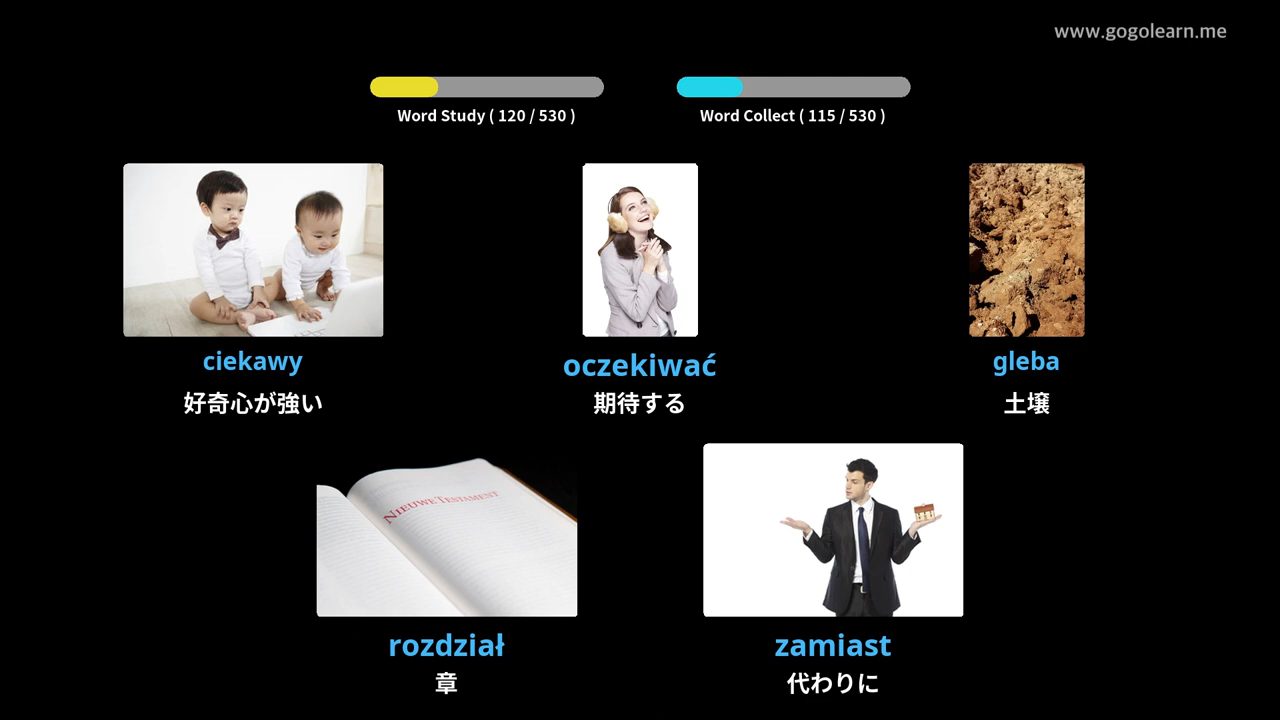 www.gogolearn.me
Word Study ( 120 / 530 )
Word Collect ( 115 / 530 )
ciekawy
好奇心が強い
oczekiwać
期待する
gleba
土壌
NIEUWE TESTAMENT
rozdział
章
zamiast
代わりに